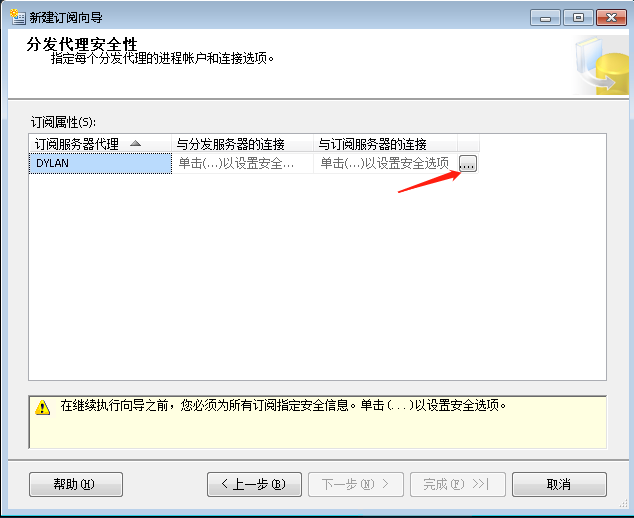 新建订阅向导
分发代理安全性
指定每个分发代理的进程帐户和连接选项。
订阅属性(S):
订阅服务器代理 与分发服务器的连接 与订阅服务器的连接
DYLAN 单击(...)以设置安全... 单击(...)以设置安全选项 ...
在继续执行向导之前，您必须为所有订阅指定安全信息。单击(...)以设置安全选项。
帮助(H) < 上一步(B) 下一步(N) > 完成(F) >>| 取消